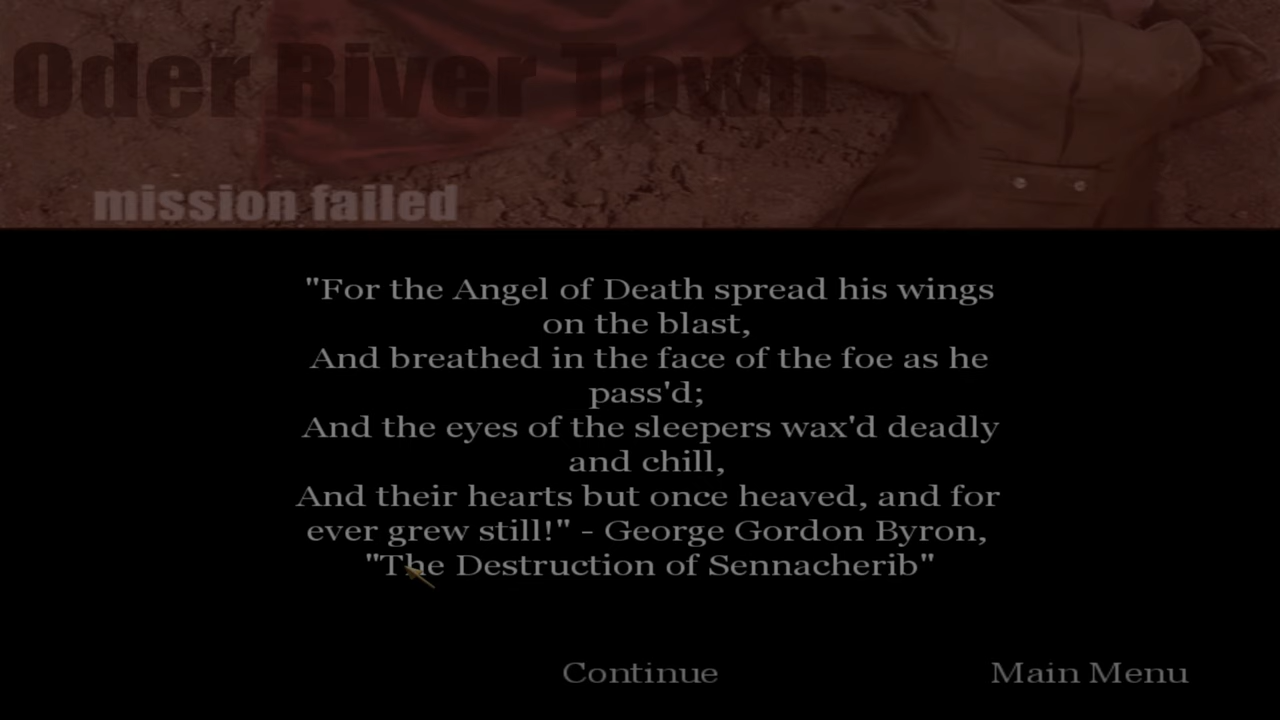 Oder River Town
mission failed
"For the Angel of Death spread his wings
on the blast,
And breathed in the face of the foe as he
pass'd;
And the eyes of the sleepers wax'd deadly
and chill,
And their hearts but once heaved, and for
ever grew still!" - George Gordon Byron,
"The Destruction of Sennacherib"
Continue
Main Menu